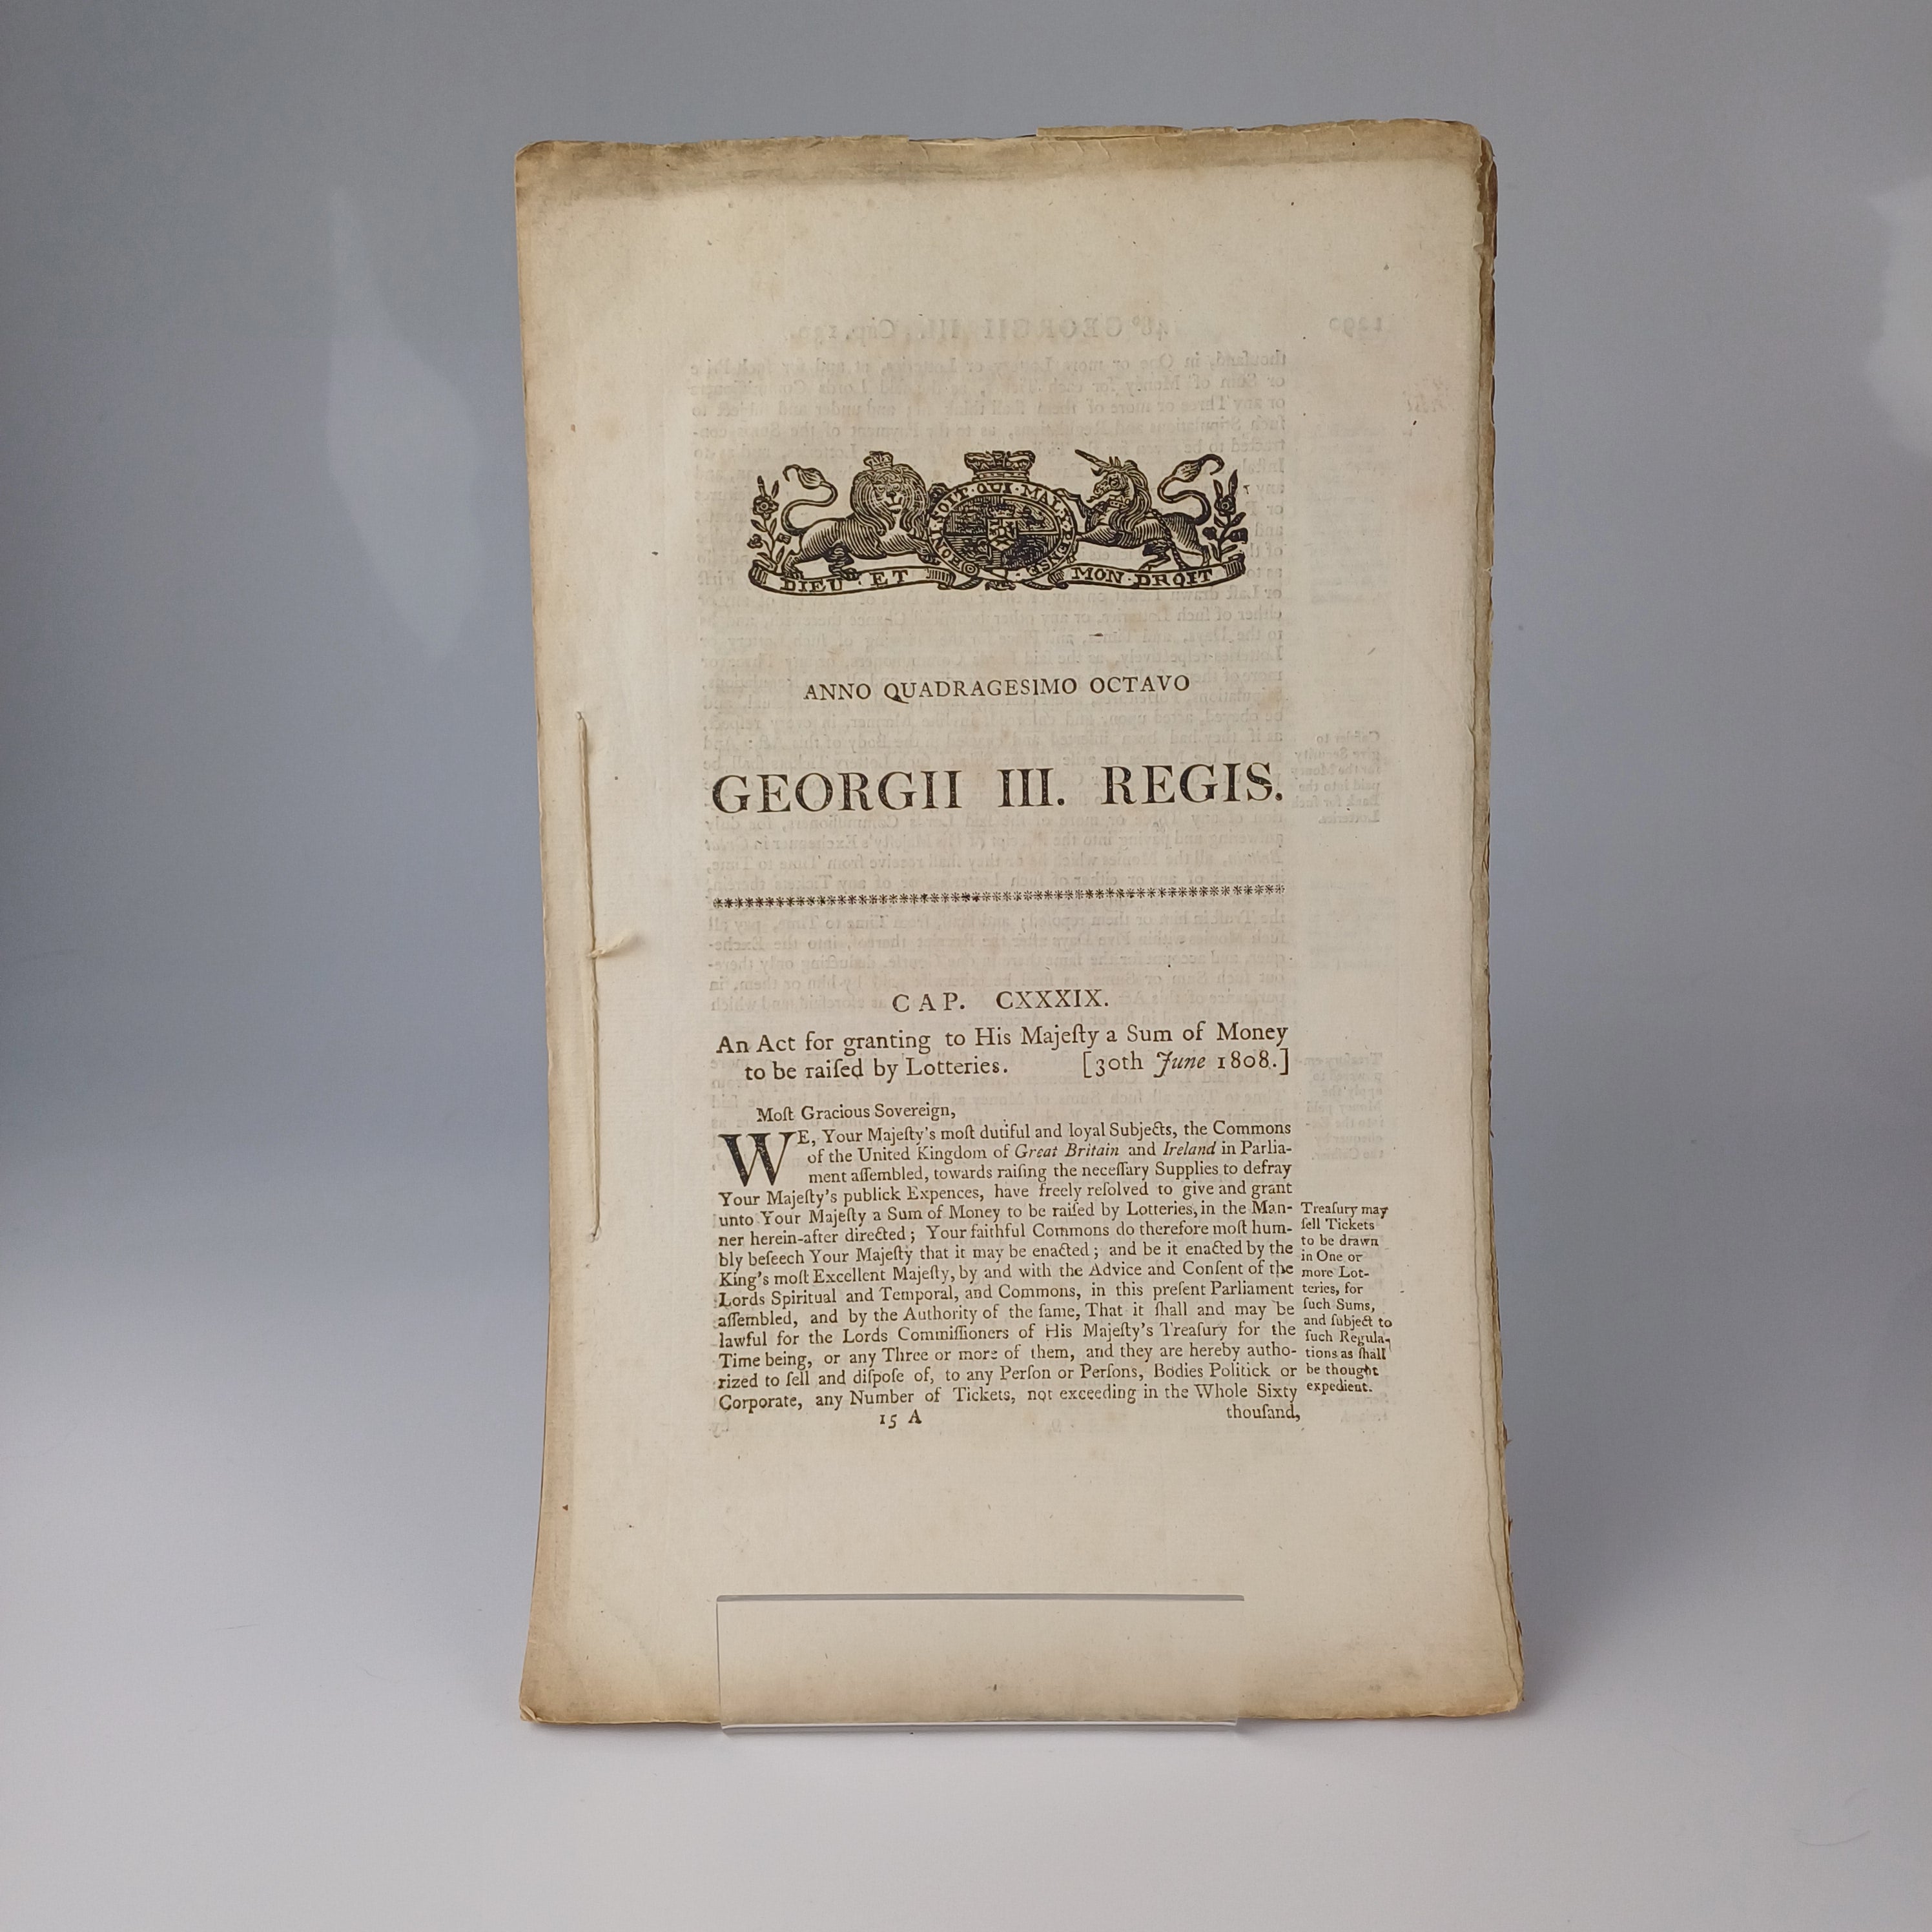 HONI·SOIT·QUI·MAL·Y·PENSE
DIEU·ET MON·DROIT
ANNO QUADRAGESIMO OCTAVO
GEORGII III. REGIS.
CAP. CXXXIX.
An Act for granting to His Majeſty a Sum of Money
to be raiſed by Lotteries. [30th June 1808.]
Moſt Gracious Sovereign,
WE, Your Majeſty's moſt dutiful and loyal Subjects, the Commons
of the United Kingdom of Great Britain and Ireland in Parlia-
ment aſſembled, towards raiſing the neceſſary Supplies to defray
Your Majeſty's publick Expences, have freely reſolved to give and grant
unto Your Majeſty a Sum of Money to be raiſed by Lotteries, in the Man-
ner herein-after directed; Your faithful Commons do therefore moſt hum-
bly beſeech Your Majeſty that it may be enacted; and be it enacted by the
King's moſt Excellent Majeſty, by and with the Advice and Conſent of the
Lords Spiritual and Temporal, and Commons, in this preſent Parliament
aſſembled, and by the Authority of the ſame, That it ſhall and may be
lawful for the Lords Commiſſioners of His Majeſty's Treaſury for the
Time being, or any Three or more of them, and they are hereby autho-
rized to ſell and diſpoſe of, to any Perſon or Perſons, Bodies Politick or
Corporate, any Number of Tickets, not exceeding in the Whole Sixty
15 A thouſand,
Treaſury may
ſell Tickets
to be drawn
in One or
more Lot-
teries, for
ſuch Sums,
and ſubject to
ſuch Regula-
tions as ſhall
be thought
expedient.